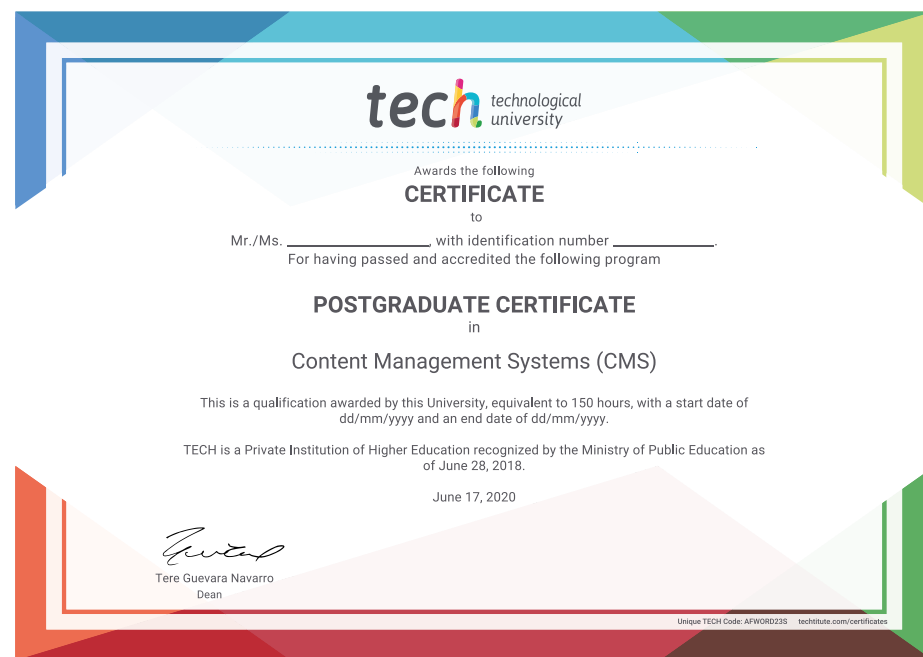 tech technological
university
Awards the following
CERTIFICATE
to
Mr./Ms. ____________________, with identification number ______________.
For having passed and accredited the following program
POSTGRADUATE CERTIFICATE
in
Content Management Systems (CMS)
This is a qualification awarded by this University, equivalent to 150 hours, with a start date of
dd/mm/yyyy and an end date of dd/mm/yyyy.
TECH is a Private Institution of Higher Education recognized by the Ministry of Public Education as
of June 28, 2018.
June 17, 2020
Tere Guevara Navarro
Dean
Unique TECH Code: AFWORD23S techtitute.com/certificates